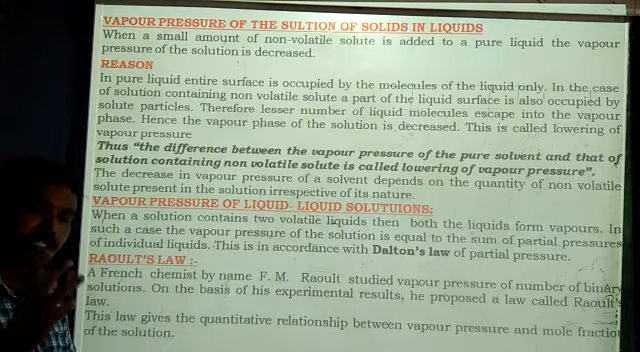 VAPOUR PRESSURE OF THE SULTION OF SOLIDS IN LIQUIDS
When a small amount of non-volatile solute is added to a pure liquid the vapour
pressure of the solution is decreased.
REASON
In pure liquid entire surface is occupied by the molecules of the liquid only. In the case
of solution containing non volatile solute a part of the liquid surface is also occupied by
solute particles. Therefore lesser number of liquid molecules escape into the vapour
phase. Hence the vapour phase of the solution is decreased. This is called lowering of
vapour pressure
Thus "the difference between the vapour pressure of the pure solvent and that of
solution containing non volatile solute is called lowering of vapour pressure".
The decrease in vapour pressure of a solvent depends on the quantity of non volatile
solute present in the solution irrespective of its nature.
VAPOUR PRESSURE OF LIQUID- LIQUID SOLUTUIONS:
When a solution contains two volatile liquids then both the liquids form vapours. In
such a case the vapour pressure of the solution is equal to the sum of partial pressures
of individual liquids. This is in accordance with Dalton's law of partial pressure.
RAOULT'S LAW :-
A French chemist by name F. M. Raoult studied vapour pressure of number of binary
solutions. On the basis of his experimental results, he proposed a law called Raoult's
law.
This law gives the quantitative relationship between vapour pressure and mole fraction
of the solution.